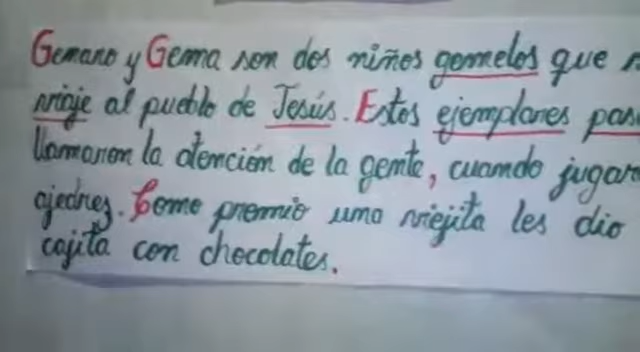 Gemano y Gema son dos niños gemelos que
viaje al pueblo de Jesús. Estos ejemplares
llamaron la atención de la gente, cuando
ajedrez. Como premio una viejita les dio
cajita con chocolates.